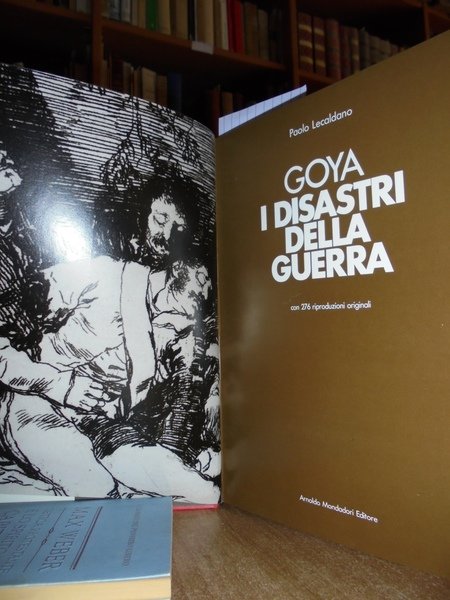 Paolo Lecaldano
GOYA
I DISASTRI
DELLA
GUERRA
con 276 riproduzioni originali
Arnoldo Mondadori Editore
MAX WEBER